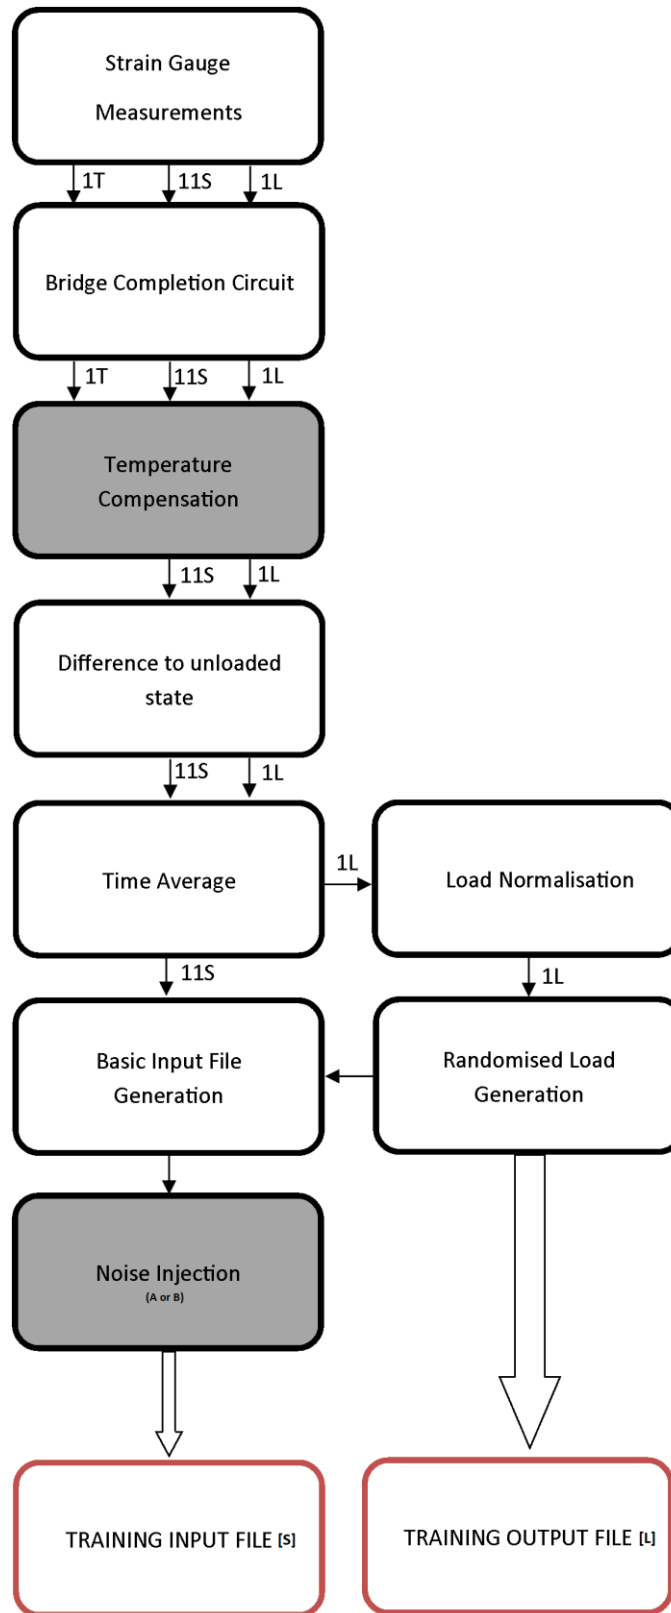 Strain Gauge
Measurements
1T 11S 1L
Bridge Completion Circuit
1T 11S 1L
Temperature
Compensation
11S 1L
Difference to unloaded
state
11S 1L
Time Average
1L
Load Normalisation
11S
1L
Basic Input File
Generation
Randomised Load
Generation
Noise Injection
(A or B)
TRAINING INPUT FILE [S]
TRAINING OUTPUT FILE [L]